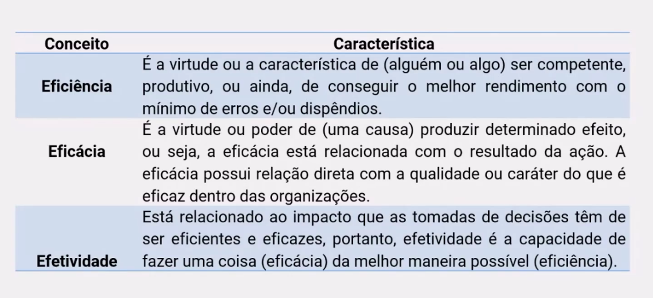 Conceito Característica
É a virtude ou a característica de (alguém ou algo) ser competente,
Eficiência produtivo, ou ainda, de conseguir o melhor rendimento com o
mínimo de erros e/ou dispêndios.
É a virtude ou poder de (uma causa) produzir determinado efeito,
Eficácia ou seja, a eficácia está relacionada com o resultado da ação. A
eficácia possui relação direta com a qualidade ou caráter do que é
eficaz dentro das organizações.
Está relacionado ao impacto que as tomadas de decisões têm de
ser eficientes e eficazes, portanto, efetividade é a capacidade de
Efetividade fazer uma coisa (eficácia) da melhor maneira possível (eficiência).